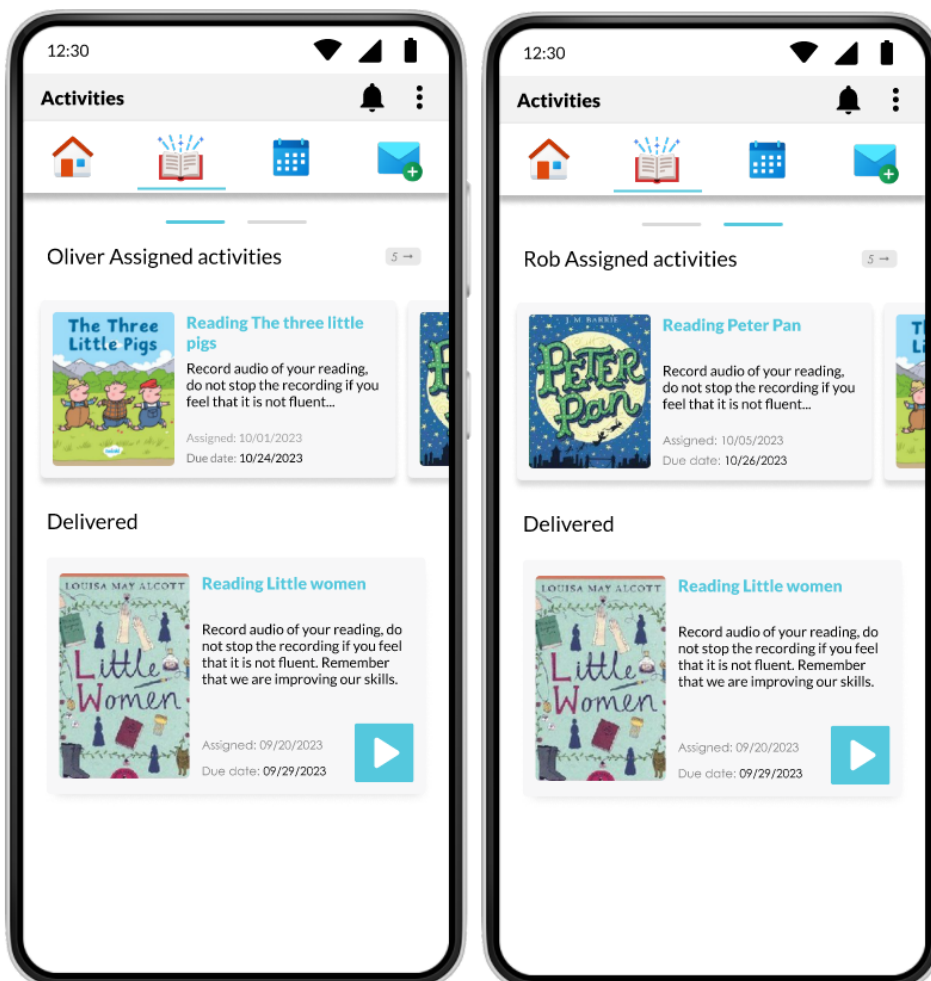 12:30
Activities
Oliver Assigned activities
5 →
The Three
Little Pigs
Reading The three little
pigs
Record audio of your reading,
do not stop the recording if you
feel that it is not fluent...
Assigned: 10/01/2023
Due date: 10/24/2023
Delivered
LOUISA MAY ALCOTT
Little
Women
Reading Little women
Record audio of your reading, do
not stop the recording if you feel
that it is not fluent. Remember
that we are improving our skills.
Assigned: 09/20/2023
Due date: 09/29/2023
12:30
Activities
Rob Assigned activities
5 →
J M BARRIE
PETER
Pan
Reading Peter Pan
Record audio of your reading,
do not stop the recording if you
feel that it is not fluent...
Assigned: 10/05/2023
Due date: 10/26/2023
Delivered
LOUISA MAY ALCOTT
Little
Women
Reading Little women
Record audio of your reading, do
not stop the recording if you feel
that it is not fluent. Remember
that we are improving our skills.
Assigned: 09/20/2023
Due date: 09/29/2023